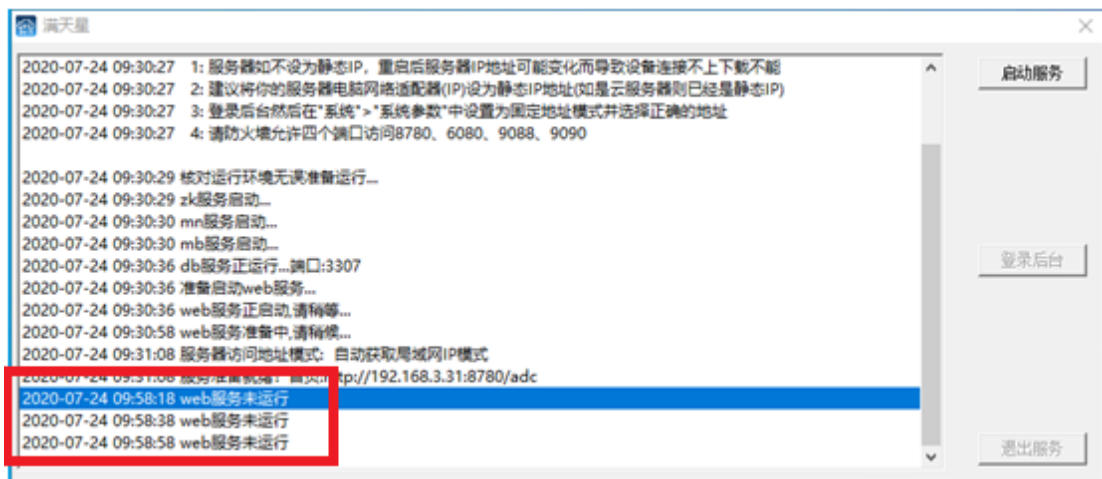 满天星
2020-07-24 09:30:27 1: 服务器如不设为静态IP，重启后服务器IP地址可能变化而导致设备连接不上下载不能
2020-07-24 09:30:27 2: 建议将你的服务器电脑网络适配器(IP)设为静态IP地址(如是云服务器则已经是静态IP)
2020-07-24 09:30:27 3: 登录后台然后在"系统">"系统参数"中设置为固定地址模式并选择正确的地址
2020-07-24 09:30:27 4: 请防火墙允许四个端口访问8780、6080、9088、9090
2020-07-24 09:30:29 核对运行环境无误准备运行...
2020-07-24 09:30:29 zk服务启动...
2020-07-24 09:30:30 mn服务启动...
2020-07-24 09:30:30 mb服务启动...
2020-07-24 09:30:36 db服务正运行...端口:3307
2020-07-24 09:30:36 准备启动web服务...
2020-07-24 09:30:36 web服务正启动,请稍等...
2020-07-24 09:30:58 web服务准备中,请稍候...
2020-07-24 09:31:08 服务器访问地址模式: 自动获取局域网IP模式
2020-07-24 09:31:08 服务准备就绪! 首页:http://192.168.3.31:8780/adc
2020-07-24 09:58:18 web服务未运行
2020-07-24 09:58:38 web服务未运行
2020-07-24 09:58:58 web服务未运行
启动服务
登录后台
退出服务